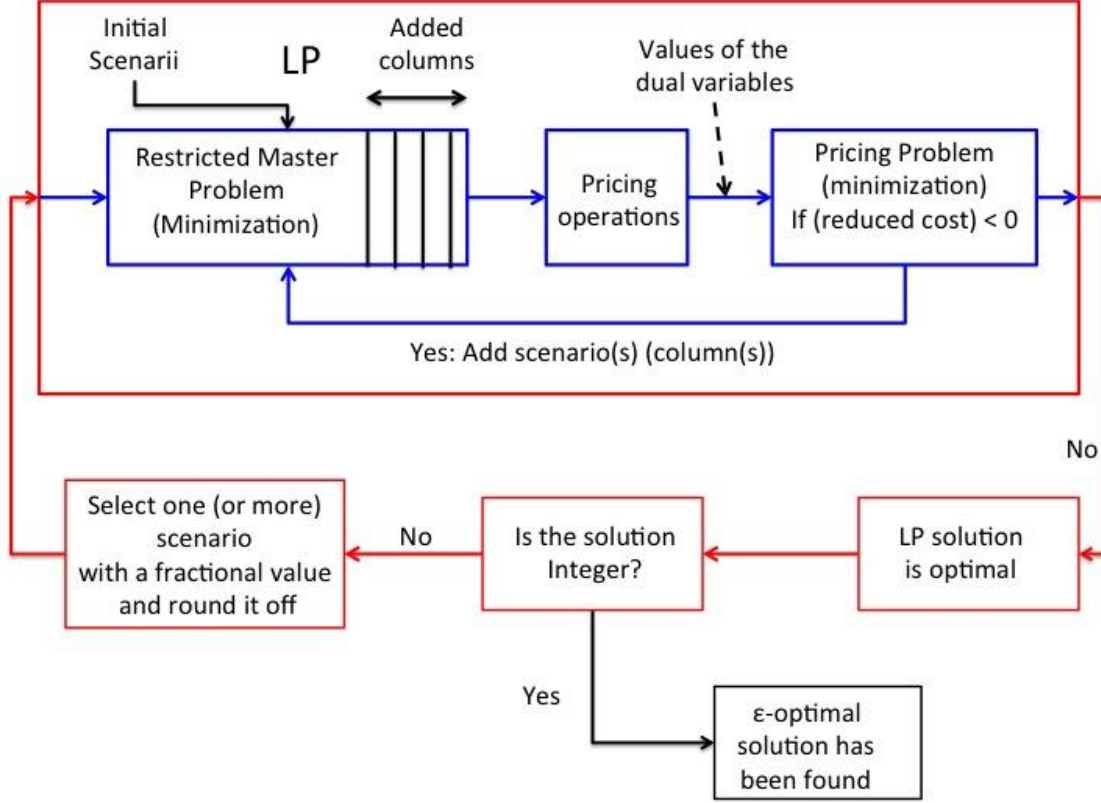 Initial
Scenarii
LP
Added
columns
Values of the
dual variables
Restricted Master
Problem
(Minimization)
Pricing
operations
Pricing Problem
(minimization)
If (reduced cost) < 0
Yes: Add scenario(s) (column(s))
No
Select one (or more)
scenario
with a fractional value
and round it off
No
Is the solution
Integer?
LP solution
is optimal
Yes
ε-optimal
solution has
been found